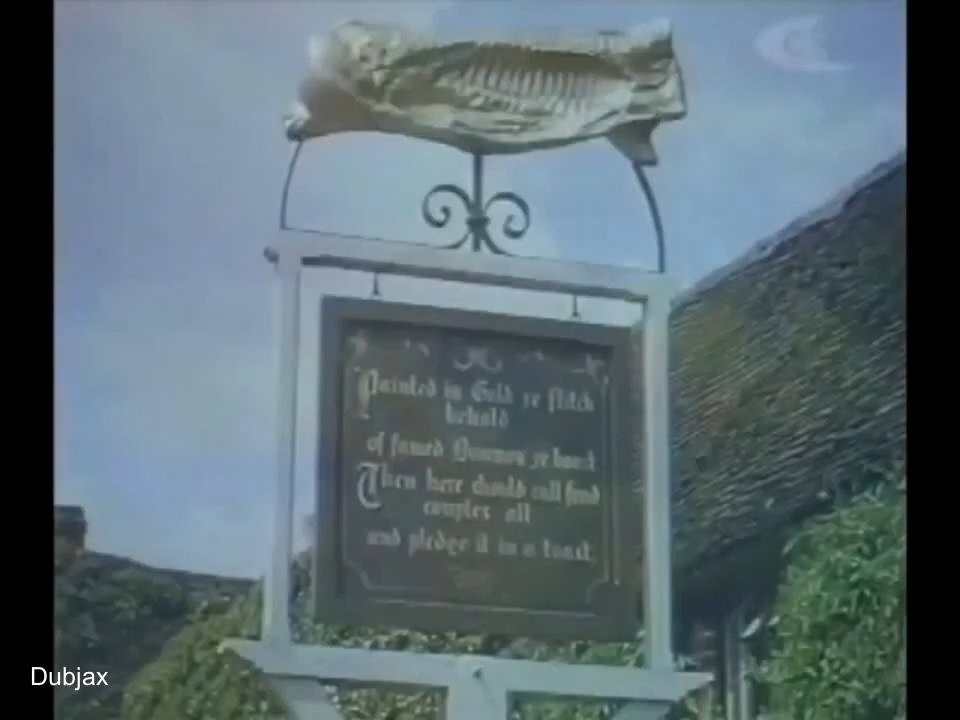 Painted in Gold ye flitch
behold
of famed Dunmow ye boast
Then here should call fond
couples all
and pledge it in a toast
Dubjax